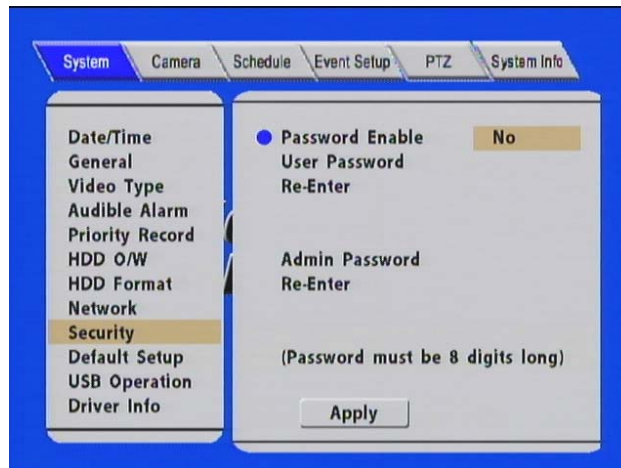 System Camera Schedule Event Setup PTZ System Info
Date/Time
General
Video Type
Audible Alarm
Priority Record
HDD O/W
HDD Format
Network
Security
Default Setup
USB Operation
Driver Info
Password Enable No
User Password
Re-Enter
Admin Password
Re-Enter
(Password must be 8 digits long)
Apply